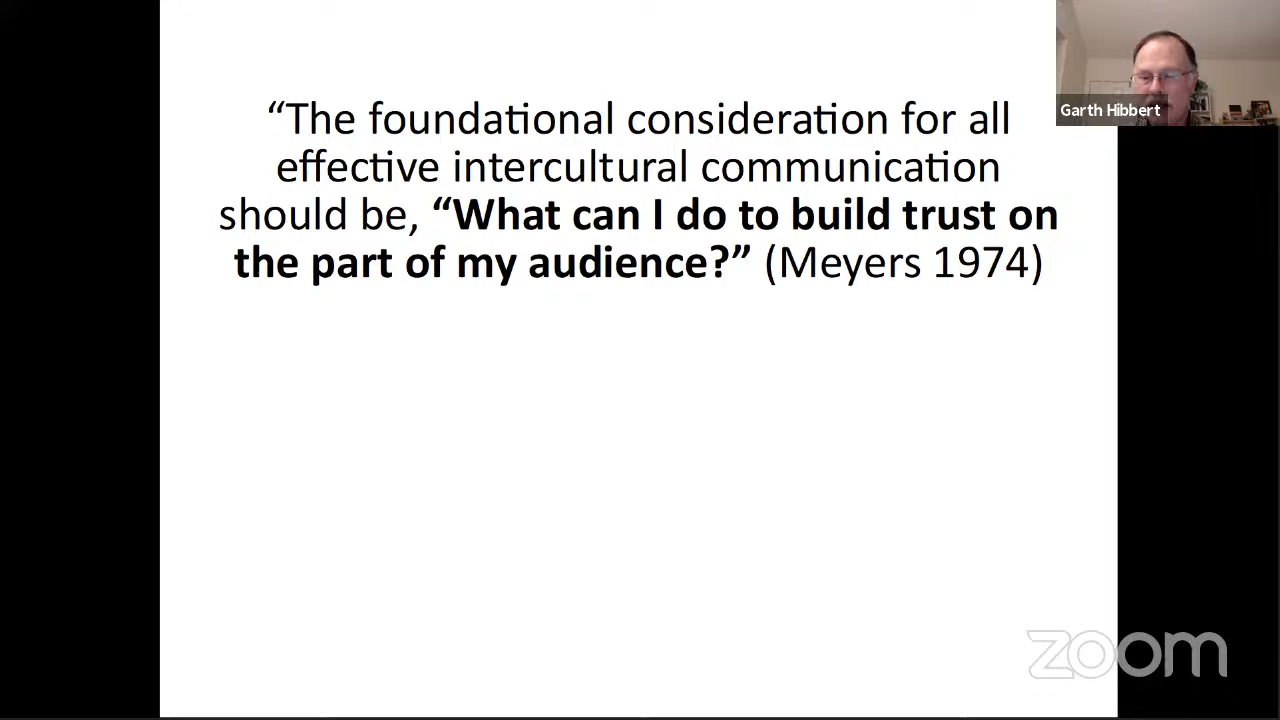 “The foundational consideration for all
effective intercultural communication
should be, “What can I do to build trust on
the part of my audience?” (Meyers 1974)
Garth Hibbert
zoom